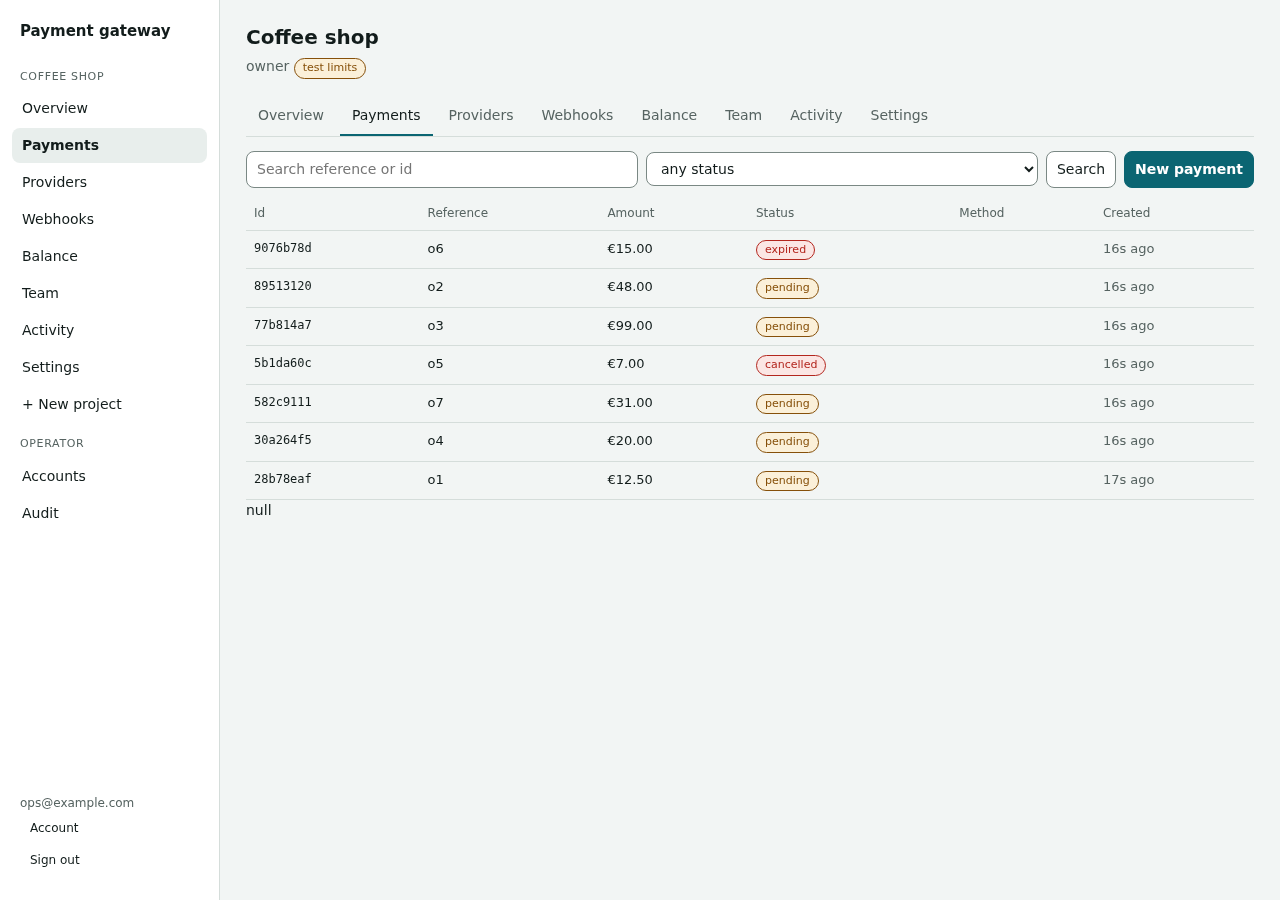 Payment gateway
COFFEE SHOP
Overview
Payments
Providers
Webhooks
Balance
Team
Activity
Settings
+ New project
OPERATOR
Accounts
Audit
ops@example.com
Account
Sign out
Coffee shop
owner test limits
Overview Payments Providers Webhooks Balance Team Activity Settings
Search reference or id any status Search New payment
Id Reference Amount Status Method Created
9076b78d o6 €15.00 expired 16s ago
89513120 o2 €48.00 pending 16s ago
77b814a7 o3 €99.00 pending 16s ago
5b1da60c o5 €7.00 cancelled 16s ago
582c9111 o7 €31.00 pending 16s ago
30a264f5 o4 €20.00 pending 16s ago
28b78eaf o1 €12.50 pending 17s ago
null